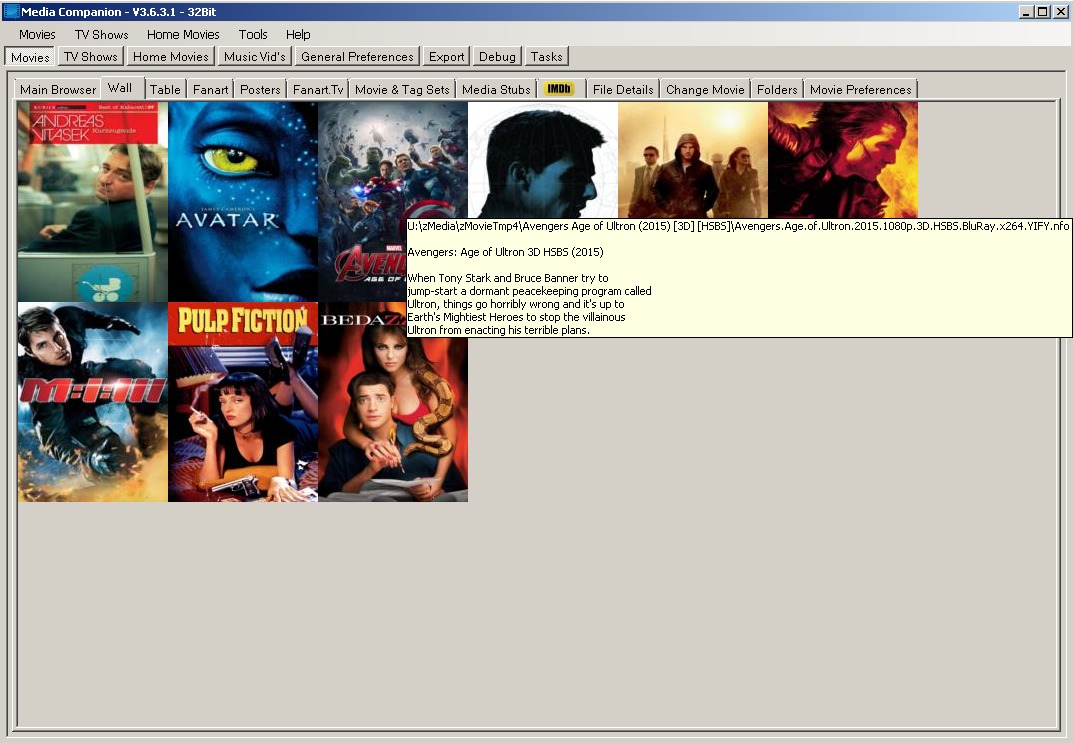 Media Companion - V3.6.3.1 - 32Bit
Movies TV Shows Home Movies Tools Help
Movies TV Shows Home Movies Music Vid's General Preferences Export Debug Tasks
Main Browser Wall Table Fanart Posters Fanart.Tv Movie & Tag Sets Media Stubs IMDb File Details Change Movie Folders Movie Preferences
KURIER Best of Kabarett
ANDREAS
VITASEK Kurzzugende
JAMES CAMERON'S
AVATAR
MARVEL
AVEN
AGE OF
U:\zMedia\zMovieTmp4\Avengers Age of Ultron (2015) [3D] [HSBS]\Avengers.Age.of.Ultron.2015.1080p.3D.HSBS.BluRay.x264.YIFY.nfo
Avengers: Age of Ultron 3D HSBS (2015)
When Tony Stark and Bruce Banner try to
jump-start a dormant peacekeeping program called
Ultron, things go horribly wrong and it's up to
Earth's Mightiest Heroes to stop the villainous
Ultron from enacting his terrible plans.
M:i:III
PULP FICTION
BEDAZ